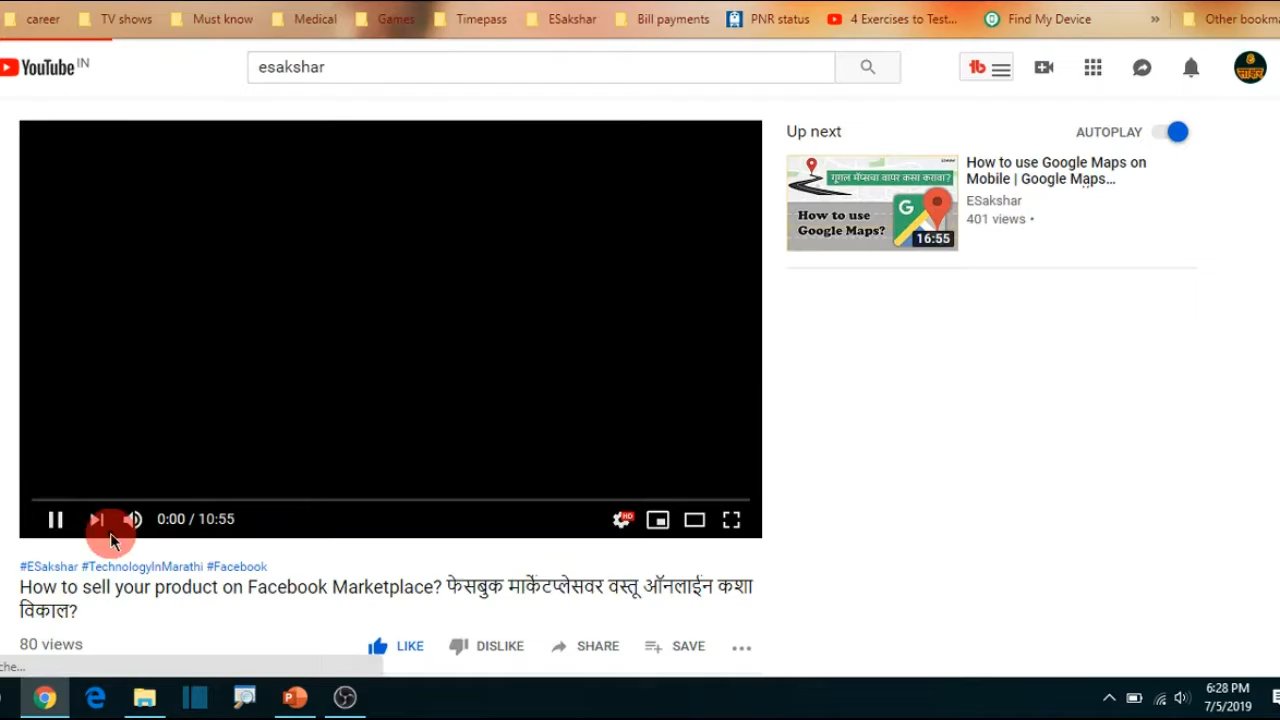 career TV shows Must know Medical Games Timepass ESakshar Bill payments PNR status 4 Exercises to Test... Find My Device » Other bookma
YouTube IN
esakshar
Up next
AUTOPLAY
गूगल मॅप्सचा वापर कसा करावा?
How to use
Google Maps?
16:55
How to use Google Maps on
Mobile | Google Maps...
ESakshar
401 views •
0:00 / 10:55
HD
#ESakshar #TechnologyInMarathi #Facebook
How to sell your product on Facebook Marketplace? फेसबुक मार्केटप्लेसवर वस्तू ऑनलाईन कशा
विकाल?
80 views
LIKE DISLIKE SHARE SAVE
che...
6:28 PM
7/5/2019